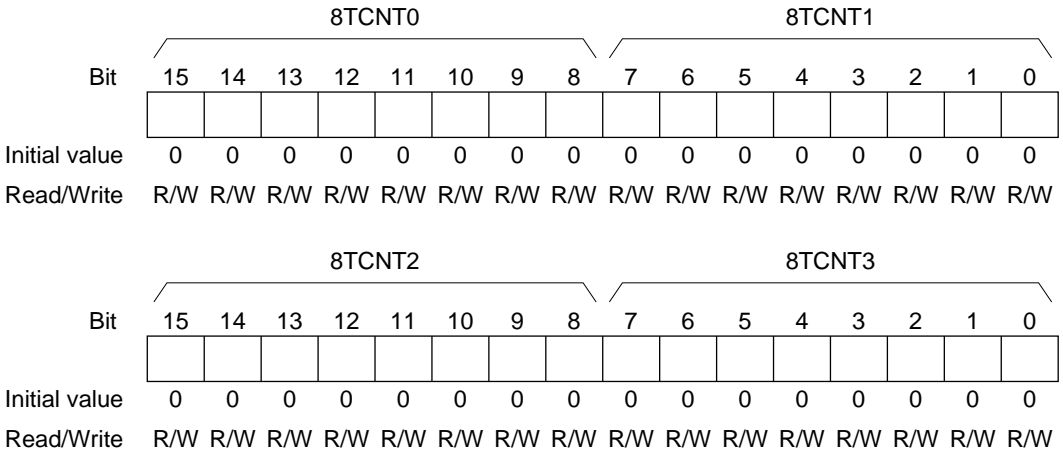 8TCNT0 8TCNT1
Bit 15 14 13 12 11 10 9 8 7 6 5 4 3 2 1 0
Initial value 0 0 0 0 0 0 0 0 0 0 0 0 0 0 0 0
Read/Write R/W R/W R/W R/W R/W R/W R/W R/W R/W R/W R/W R/W R/W R/W R/W R/W
8TCNT2 8TCNT3
Bit 15 14 13 12 11 10 9 8 7 6 5 4 3 2 1 0
Initial value 0 0 0 0 0 0 0 0 0 0 0 0 0 0 0 0
Read/Write R/W R/W R/W R/W R/W R/W R/W R/W R/W R/W R/W R/W R/W R/W R/W R/W